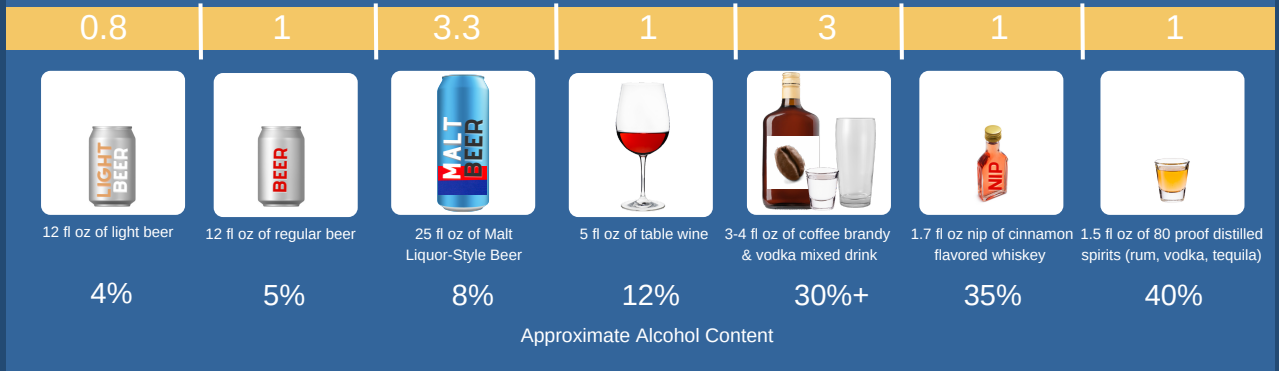 0.8 1 3.3 1 3 1 1
LIGHT BEER
BEER
MALT BEER
NIP
12 fl oz of light beer
12 fl oz of regular beer
25 fl oz of Malt
Liquor-Style Beer
5 fl oz of table wine
3-4 fl oz of coffee brandy
& vodka mixed drink
1.7 fl oz nip of cinnamon
flavored whiskey
1.5 fl oz of 80 proof distilled
spirits (rum, vodka, tequila)
4% 5% 8% 12% 30%+ 35% 40%
Approximate Alcohol Content